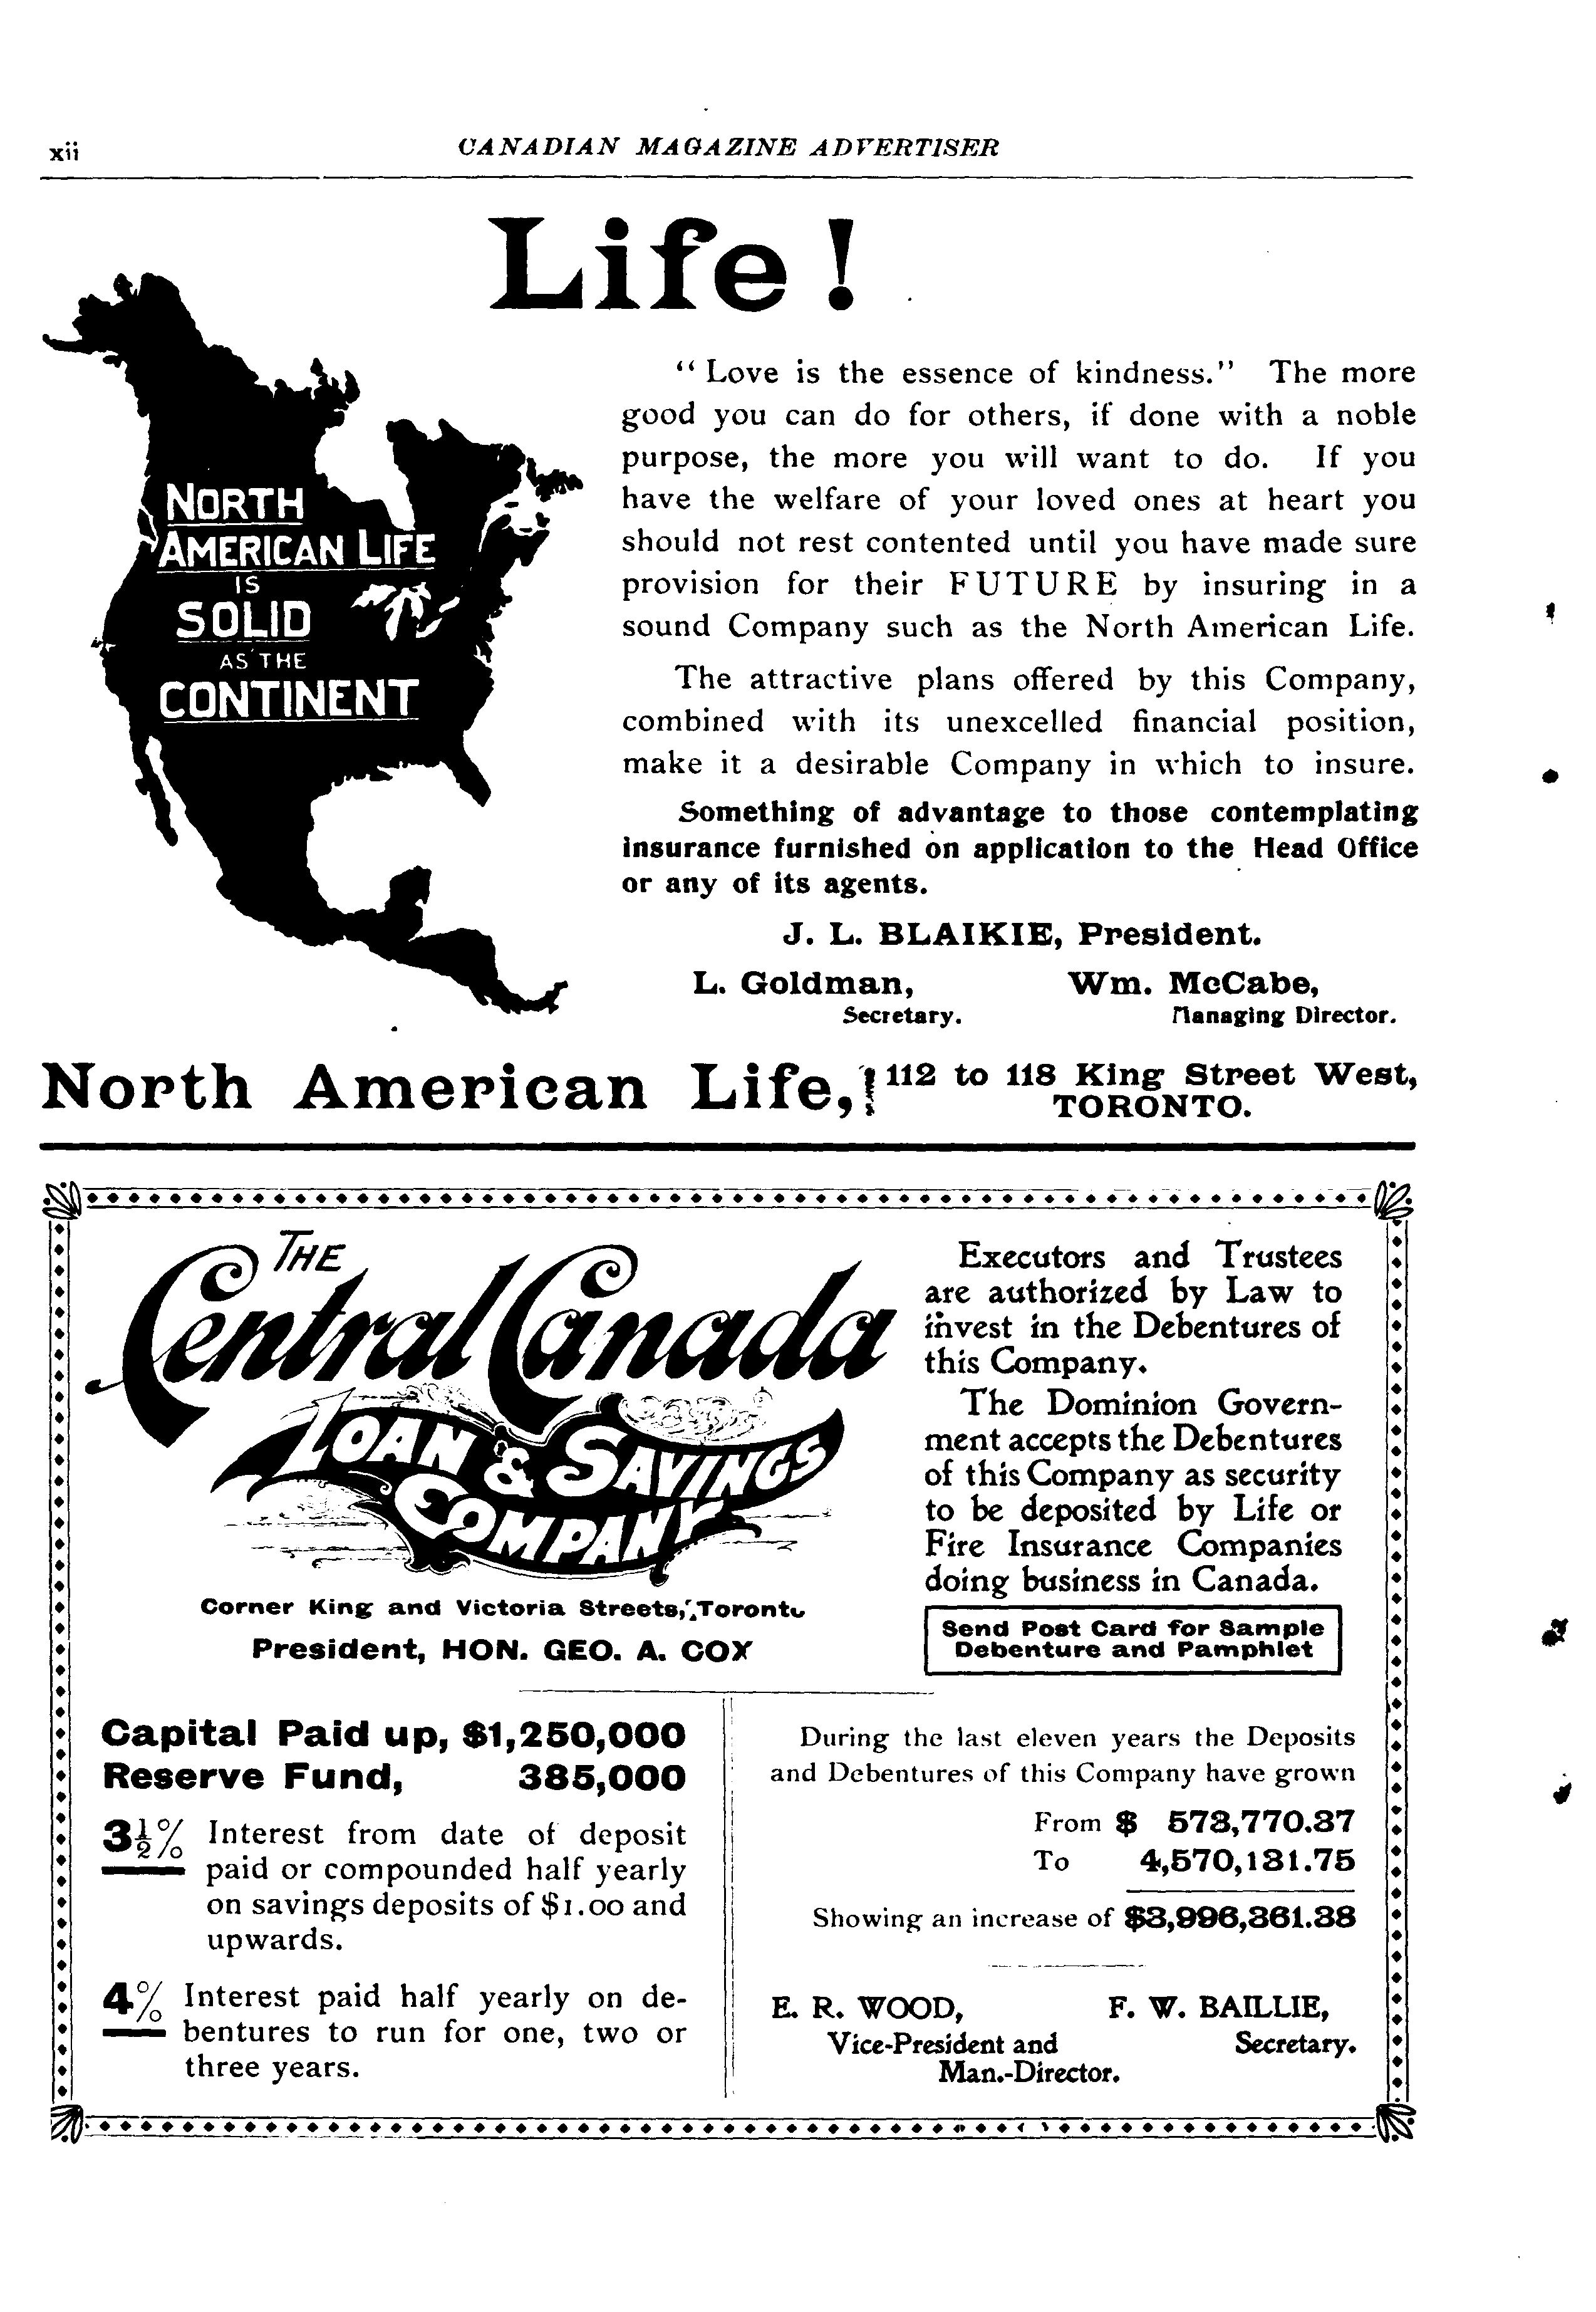 xii
CANADIAN MAGAZINE ADVERTISER
Life!
NORTH
AMERICAN LIFE
IS
SOLID
AS THE
CONTINENT
“Love is the essence of kindness.” The more
good you can do for others, if done with a noble
purpose, the more you will want to do. If you
have the welfare of your loved ones at heart you
should not rest contented until you have made sure
provision for their FUTURE by insuring in a
sound Company such as the North American Life.
The attractive plans offered by this Company,
combined with its unexcelled financial position,
make it a desirable Company in which to insure.
Something of advantage to those contemplating
insurance furnished on application to the Head Office
or any of its agents.
J. L. BLAIKIE, President.
L. Goldman,
Secretary.
Wm. McCabe,
Managing Director.
North American Life,
112 to 118 King Street West,
TORONTO.
THE
Central Canada
LOAN & SAVINGS
COMPANY
Corner King and Victoria Streets, Toronto
President, HON. GEO. A. COX
Executors and Trustees
are authorized by Law to
invest in the Debentures of
this Company.
The Dominion Govern-
ment accepts the Debentures
of this Company as security
to be deposited by Life or
Fire Insurance Companies
doing business in Canada.
Send Post Card for Sample
Debenture and Pamphlet
Capital Paid up, $1,250,000
Reserve Fund, 385,000
3½% Interest from date of deposit
paid or compounded half yearly
on savings deposits of $1.00 and
upwards.
4% Interest paid half yearly on de-
bentures to run for one, two or
three years.
During the last eleven years the Deposits
and Debentures of this Company have grown
From $ 573,770.37
To 4,570,131.75
Showing an increase of $3,996,361.38
E. R. WOOD,
Vice-President and
Man.-Director.
F. W. BAILLIE,
Secretary.